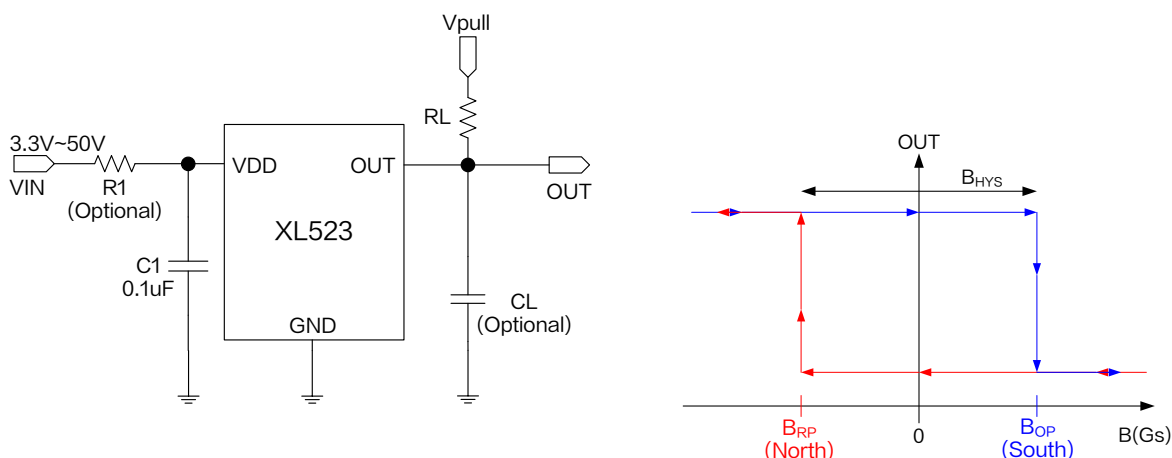 Vpull
RL
3.3V~50V
VIN
R1
(Optional)
VDD
OUT
OUT
XL523
C1
0.1uF
GND
CL
(Optional)
OUT
BHYS
BRP
(North)
0
BOP
(South)
B(Gs)